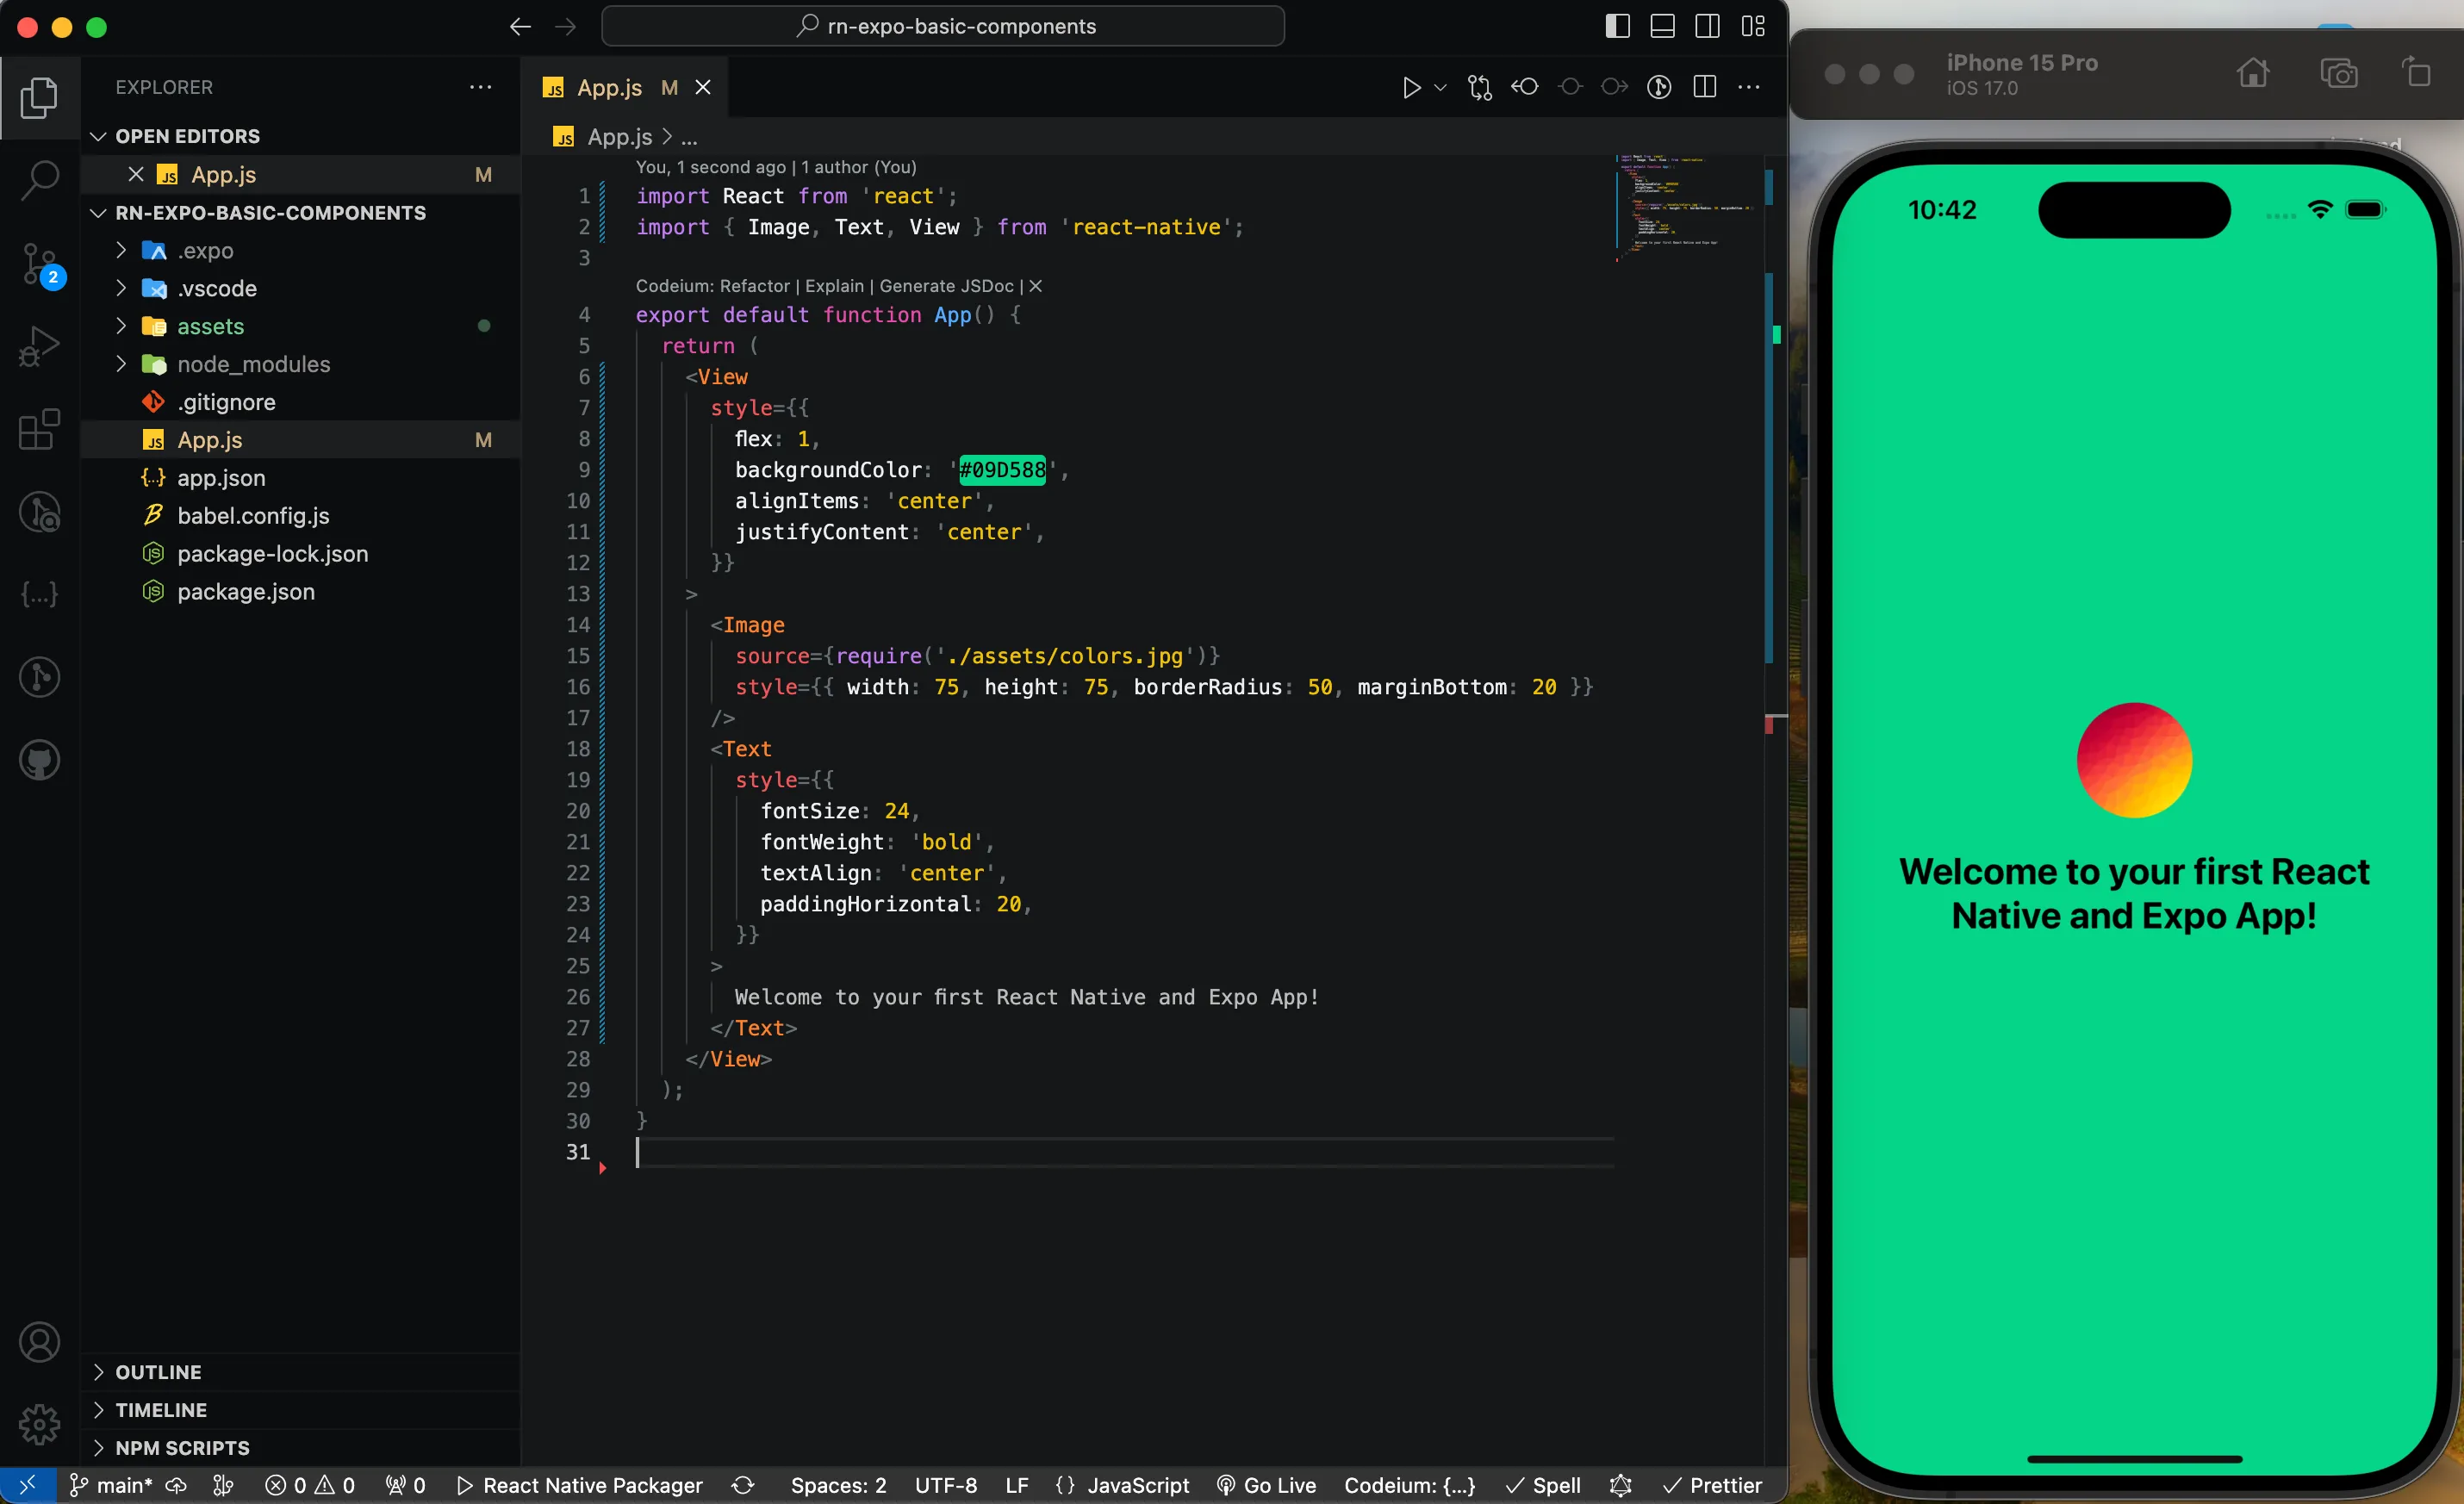 rn-expo-basic-components
EXPLORER
OPEN EDITORS
JS App.js M
RN-EXPO-BASIC-COMPONENTS
.expo
.vscode
assets
node_modules
.gitignore
JS App.js M
{..} app.json
babel.config.js
JS package-lock.json
JS package.json
2
{...}
OUTLINE
TIMELINE
NPM SCRIPTS
JS App.js M
JS App.js > ...
You, 1 second ago | 1 author (You)
1 import React from 'react';
2 import { Image, Text, View } from 'react-native';
3
Codeium: Refactor | Explain | Generate JSDoc | ×
4 export default function App() {
5 return (
6 <View
7 style={{
8 flex: 1,
9 backgroundColor: '#09D588',
10 alignItems: 'center',
11 justifyContent: 'center',
12 }}
13 >
14 <Image
15 source={require('./assets/colors.jpg')}
16 style={{ width: 75, height: 75, borderRadius: 50, marginBottom: 20 }}
17 />
18 <Text
19 style={{
20 fontSize: 24,
21 fontWeight: 'bold',
22 textAlign: 'center',
23 paddingHorizontal: 20,
24 }}
25 >
26 Welcome to your first React Native and Expo App!
27 </Text>
28 </View>
29 );
30 }
31
main* 0 0 0 React Native Packager Spaces: 2 UTF-8 LF {} JavaScript Go Live Codeium: {...} Spell Prettier
iPhone 15 Pro
iOS 17.0
10:42
Welcome to your first React
Native and Expo App!